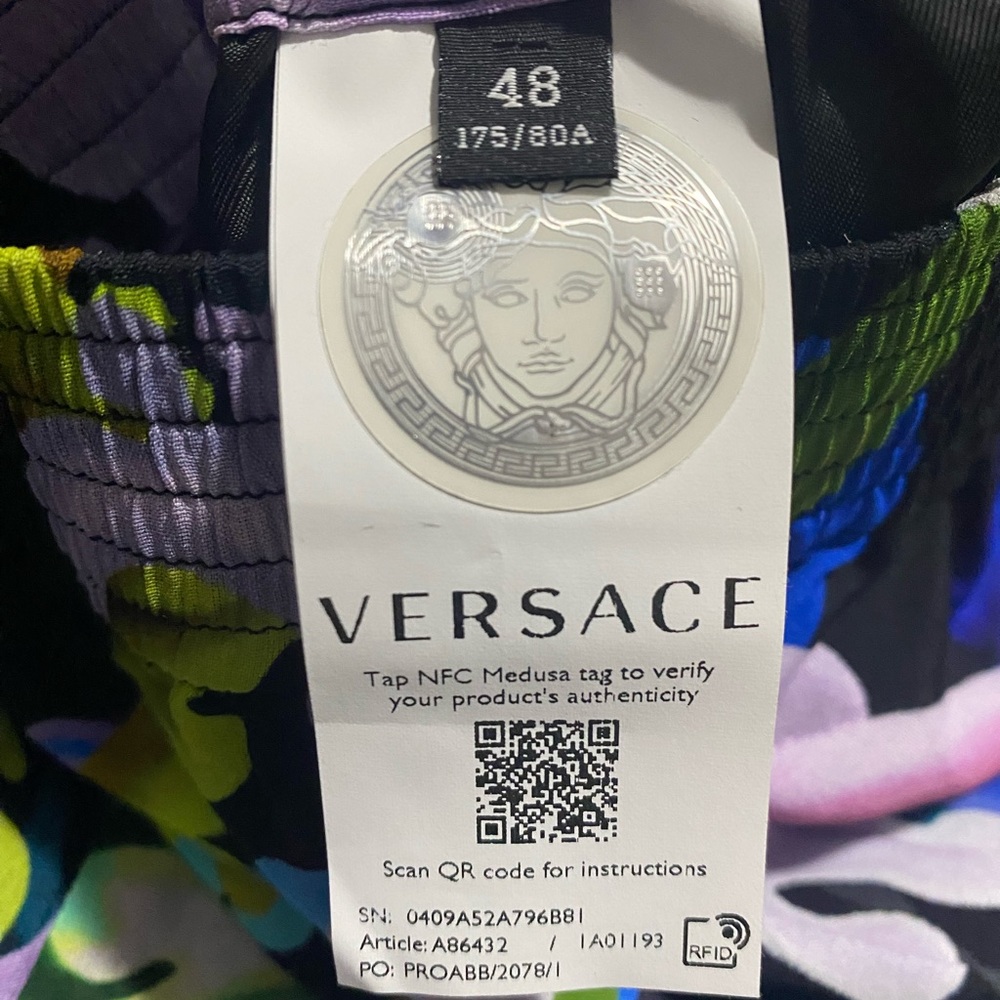 48
175/80A
VERSACE
Tap NFC Medusa tag to verify
your product's authenticity
Scan QR code for instructions
SN: 0409A52A796B81
Article: A86432 / 1A01193
PO: PROABB/2078/1
RFID